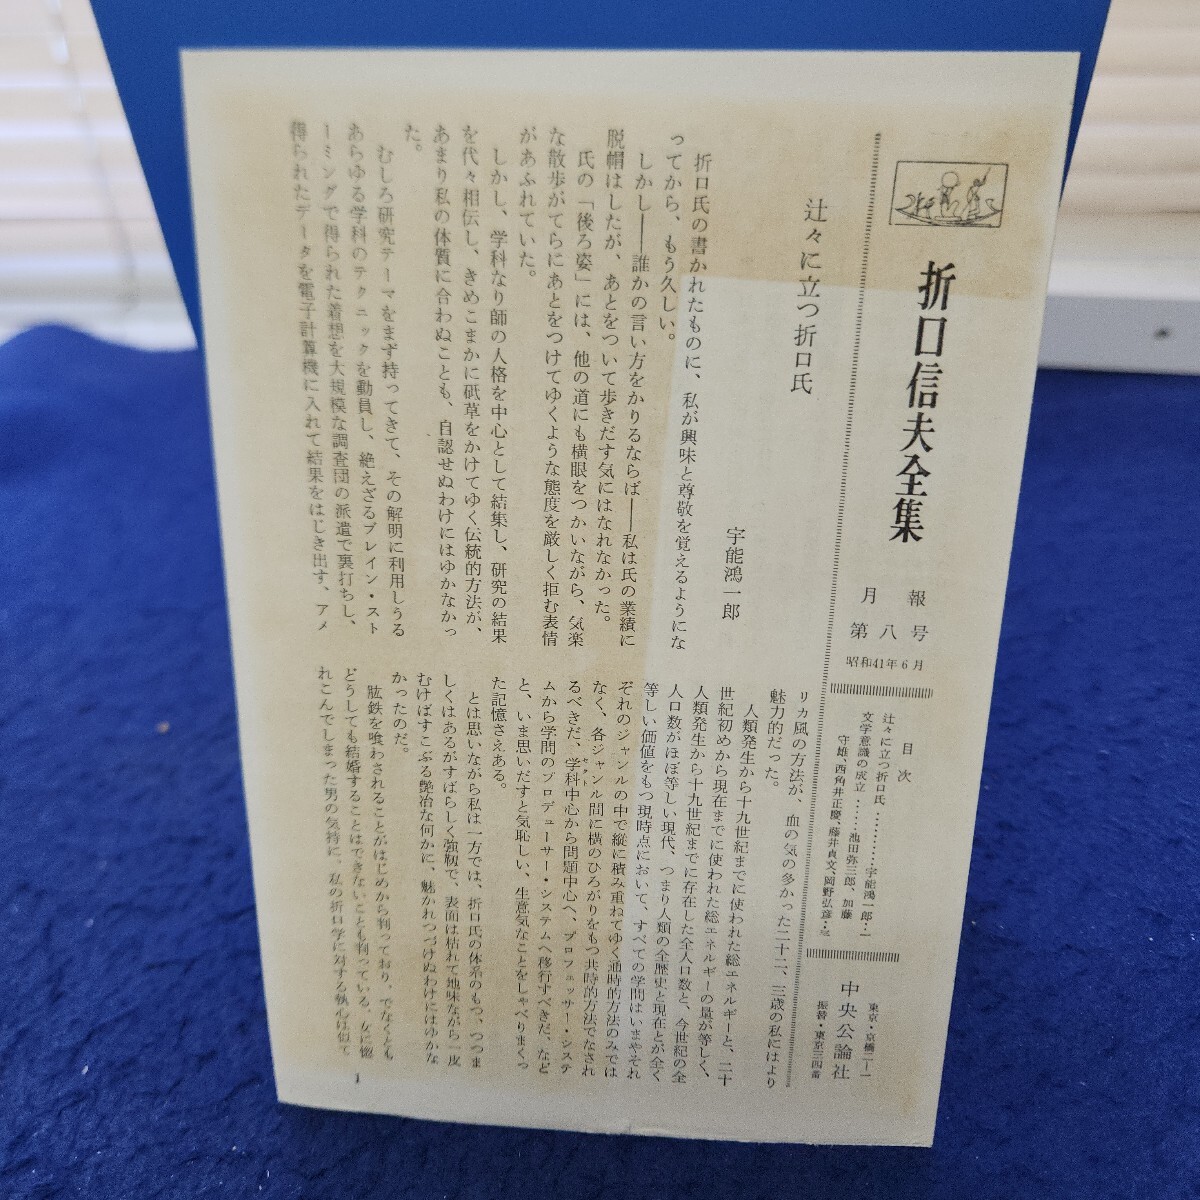 折口信夫全集
月報
第八号
昭和41年6月
目次
辻々に立つ折口氏………宇能鴻一郎・一
文学意識の成立……池田弥三郎、加藤
守雄、西角井正慶、藤井貞文、岡野弘彦・三
中央公論社
東京・京橋二―一
振替・東京三四番
辻々に立つ折口氏
宇能鴻一郎
折口氏の書かれたものに、私が興味と尊敬を覚えるようにな
ってから、もう久しい。
しかし――誰かの言い方をかりるならば――私は氏の業績に
脱帽はしたが、あとをついて歩きだす気にはなれなかった。
氏の「後ろ姿」には、他の道にも横眼をつかいながら、気楽
な散歩がてらにあとをつけてゆくような態度を厳しく拒む表情
があふれていた。
しかし、学科なり師の人格を中心として結集し、研究の結果
を代々相伝し、きめこまかに砥草をかけてゆく伝統的方法が、
あまり私の体質に合わぬことも、自認せぬわけにはゆかなかっ
た。
むしろ研究テーマをまず持ってきて、その解明に利用しうる
あらゆる学科のテクニックを動員し、絶えざるブレイン・スト
ーミングで得られた着想を大規模な調査団の派遣で裏打ちし、
得られたデータを電子計算機に入れて結果をはじき出す、アメ
リカ風の方法が、血の気の多かった二十二、三歳の私にはより
魅力的だった。
人類発生から十九世紀までに使われた総エネルギーと、二十
世紀初めから現在までに使われた総エネルギーの量が等しく、
人類発生から十九世紀までに存在した全人口数と、今世紀の全
人口数がほぼ等しい現代、つまり人類の全歴史と現在とが全く
等しい価値をもつ現時点において、すべての学問はいまやそれ
ぞれのジャンルの中で縦に積み重ねてゆく通時的方法のみでは
なく、各ジャンル間に横のひろがりをもつ共時的方法でなされ
るべきだ、学科中心から問題中心へ、プロフェッサー・システ
ムから学問のプロデューサー・システムへ移行すべきだ、など
と、いま思いだすと気恥しい、生意気なことをしゃべりまくっ
た記憶さえある。
とは思いながら私は一方では、折口氏の体系のもつ、つつま
しくはあるがすばらしく強靱で、表面は枯れて地味ながら一皮
むけばすこぶる艶冶な何かに、魅かれつづけぬわけにはゆかな
かったのだ。
肱鉄を喰わされることがはじめから判っており、でなくとも
どうしても結婚することはできないことも判っている、女に惚
れこんでしまった男の気持に、私の折口学に対する執心は似て
1